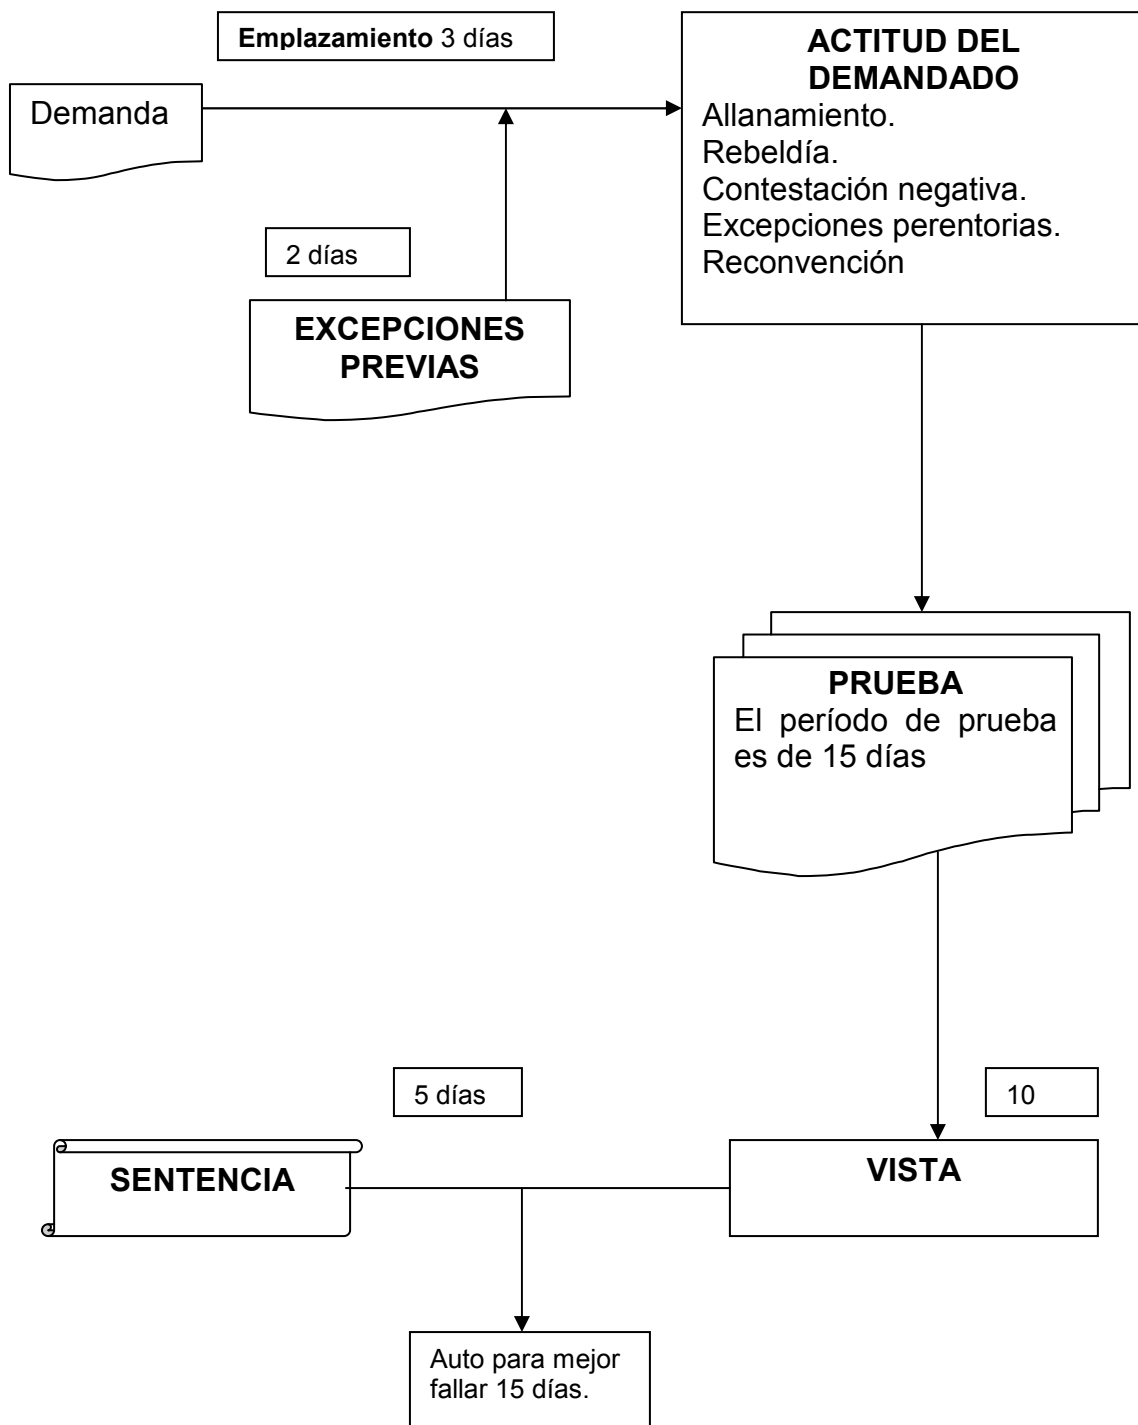 Emplazamiento 3 días
Demanda
ACTITUD DEL
DEMANDADO
Allanamiento.
Rebeldía.
Contestación negativa.
Excepciones perentorias.
Reconvención
2 días
EXCEPCIONES
PREVIAS
PRUEBA
El período de prueba
es de 15 días
5 días
10
SENTENCIA
VISTA
Auto para mejor
fallar 15 días.